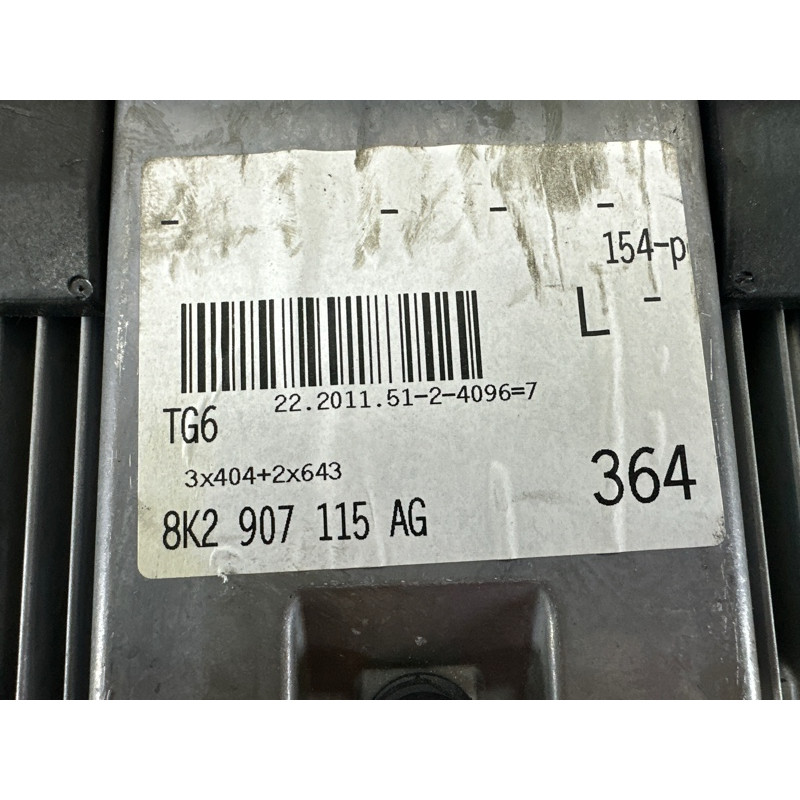 - - - -
154-p
L -
22.2011.51-2-4096=7
TG6
3x404+2x643
364
8K2 907 115 AG